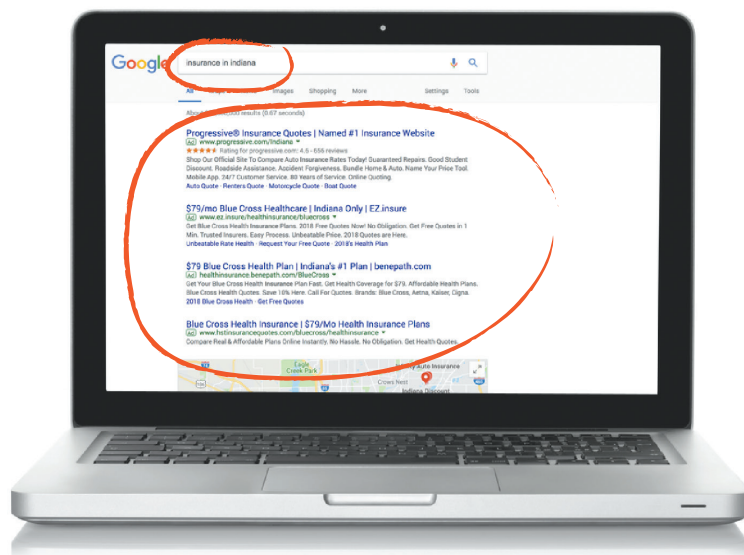 Google
insurance in indiana
All Images Shopping More Settings Tools
results (0.67 seconds)
Progressive® Insurance Quotes | Named #1 Insurance Website
Ad www.progressive.com/Indiana
Rating for progressive.com: 4.5 - 656 reviews
Shop Our Official Site To Compare Auto Insurance Rates Today! Guaranteed Repairs. Good Student
Discount. Roadside Assistance. Accident Forgiveness. Bundle Home & Auto. Name Your Price Tool.
Mobile App. 24/7 Customer Service. 80 Years of Service. Online Quoting.
Auto Quote · Renters Quote · Motorcycle Quote · Boat Quote
$79/mo Blue Cross Healthcare | Indiana Only | EZ.insure
Ad www.ez.insure/healthinsurance/bluecross
Get Blue Cross Health Insurance Plans. 2018 Free Quotes Now! No Obligation. Get Free Quotes in 1
Min. Trusted Insurers. Easy Process. Unbeatable Price. 2018 Quotes are Here.
Unbeatable Rate Health · Request Your Free Quote · 2018's Health Plan
$79 Blue Cross Health Plan | Indiana's #1 Plan | benepath.com
Ad healthinsurance.benepath.com/BlueCross
Get Your Blue Cross Health Insurance Plan Fast. Get Health Coverage for $79. Affordable Health Plans.
Blue Cross Health Quotes. Save 10% Here. Call For Quotes. Brands: Blue Cross, Aetna, Kaiser, Cigna.
2018 Blue Cross Health · Get Free Quotes
Blue Cross Health Insurance | $79/Mo Health Insurance Plans
Ad www.hstinsurancequotes.com/bluecross/healthinsurance
Compare Real & Affordable Plans Online Instantly. No Hassle. No Obligation. Get Health Quotes.
Eagle
Creek Park
Auto Insurance
Crows Nest
Indiana Discount